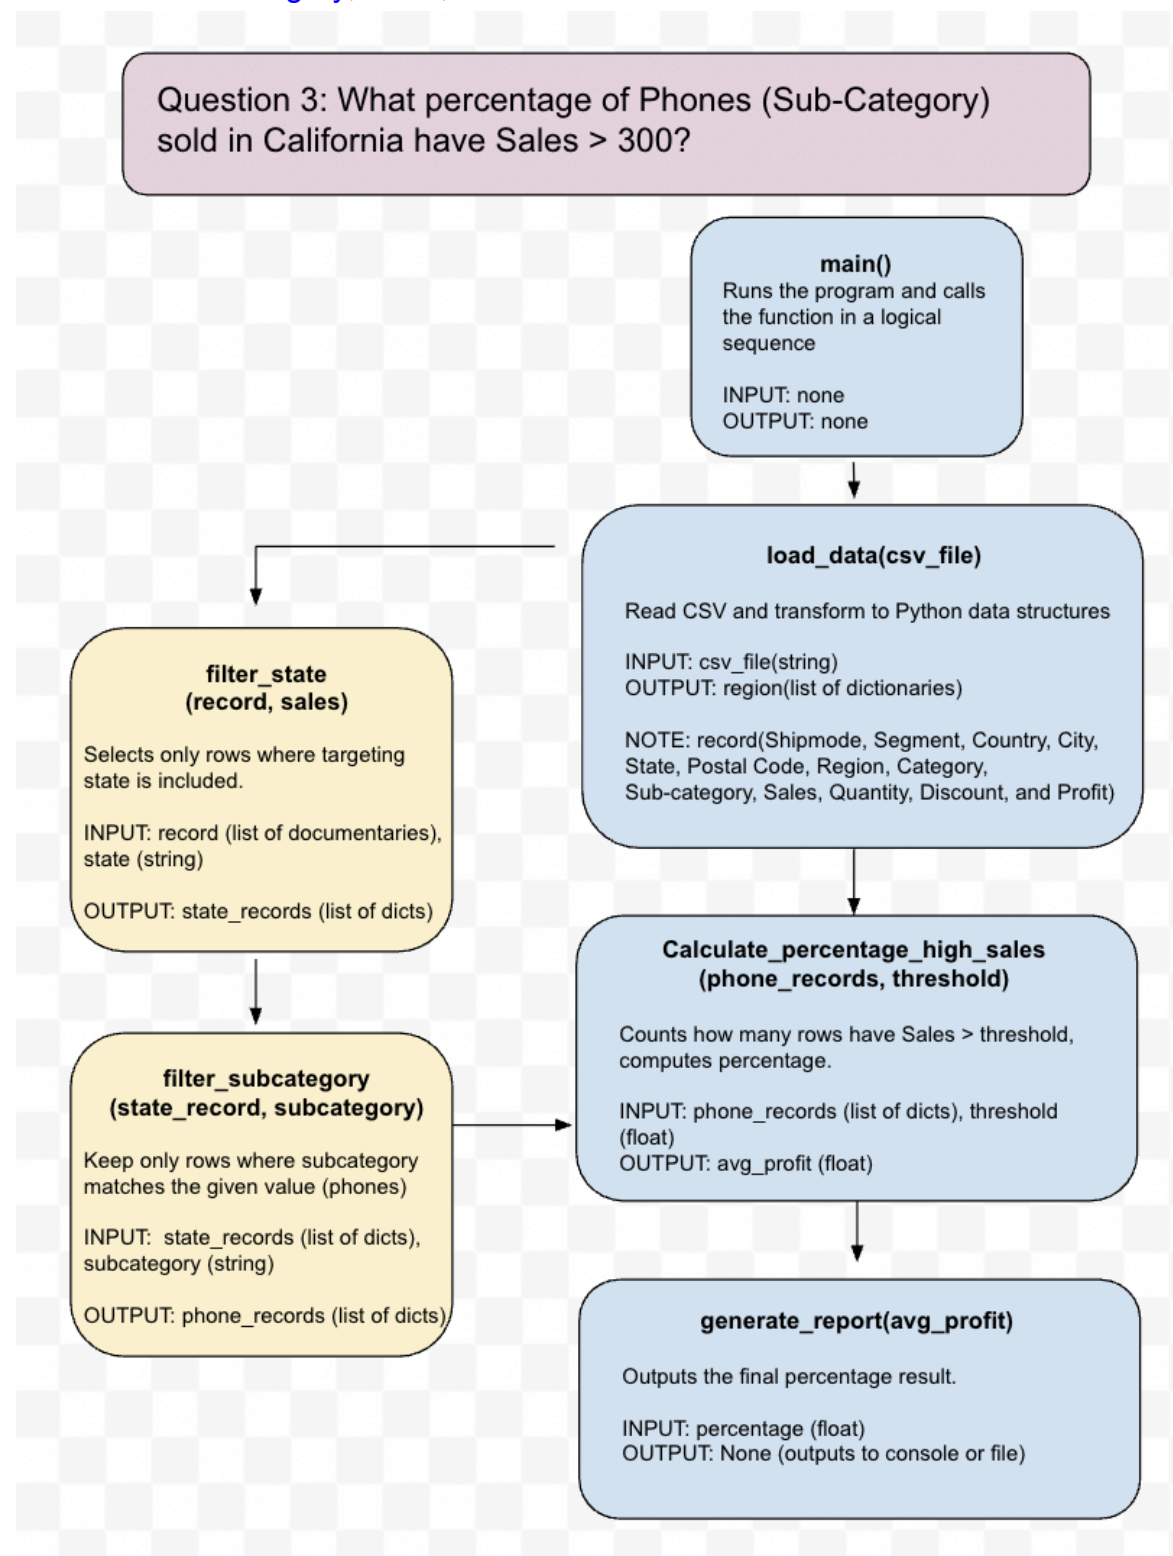 Question 3: What percentage of Phones (Sub-Category)
sold in California have Sales > 300?
main()
Runs the program and calls
the function in a logical
sequence
INPUT: none
OUTPUT: none
load_data(csv_file)
Read CSV and transform to Python data structures
INPUT: csv_file(string)
OUTPUT: region(list of dictionaries)
NOTE: record(Shipmode, Segment, Country, City,
State, Postal Code, Region, Category,
Sub-category, Sales, Quantity, Discount, and Profit)
filter_state
(record, sales)
Selects only rows where targeting
state is included.
INPUT: record (list of documentaries),
state (string)
OUTPUT: state_records (list of dicts)
filter_subcategory
(state_record, subcategory)
Keep only rows where subcategory
matches the given value (phones)
INPUT: state_records (list of dicts),
subcategory (string)
OUTPUT: phone_records (list of dicts)
Calculate_percentage_high_sales
(phone_records, threshold)
Counts how many rows have Sales > threshold,
computes percentage.
INPUT: phone_records (list of dicts), threshold
(float)
OUTPUT: avg_profit (float)
generate_report(avg_profit)
Outputs the final percentage result.
INPUT: percentage (float)
OUTPUT: None (outputs to console or file)